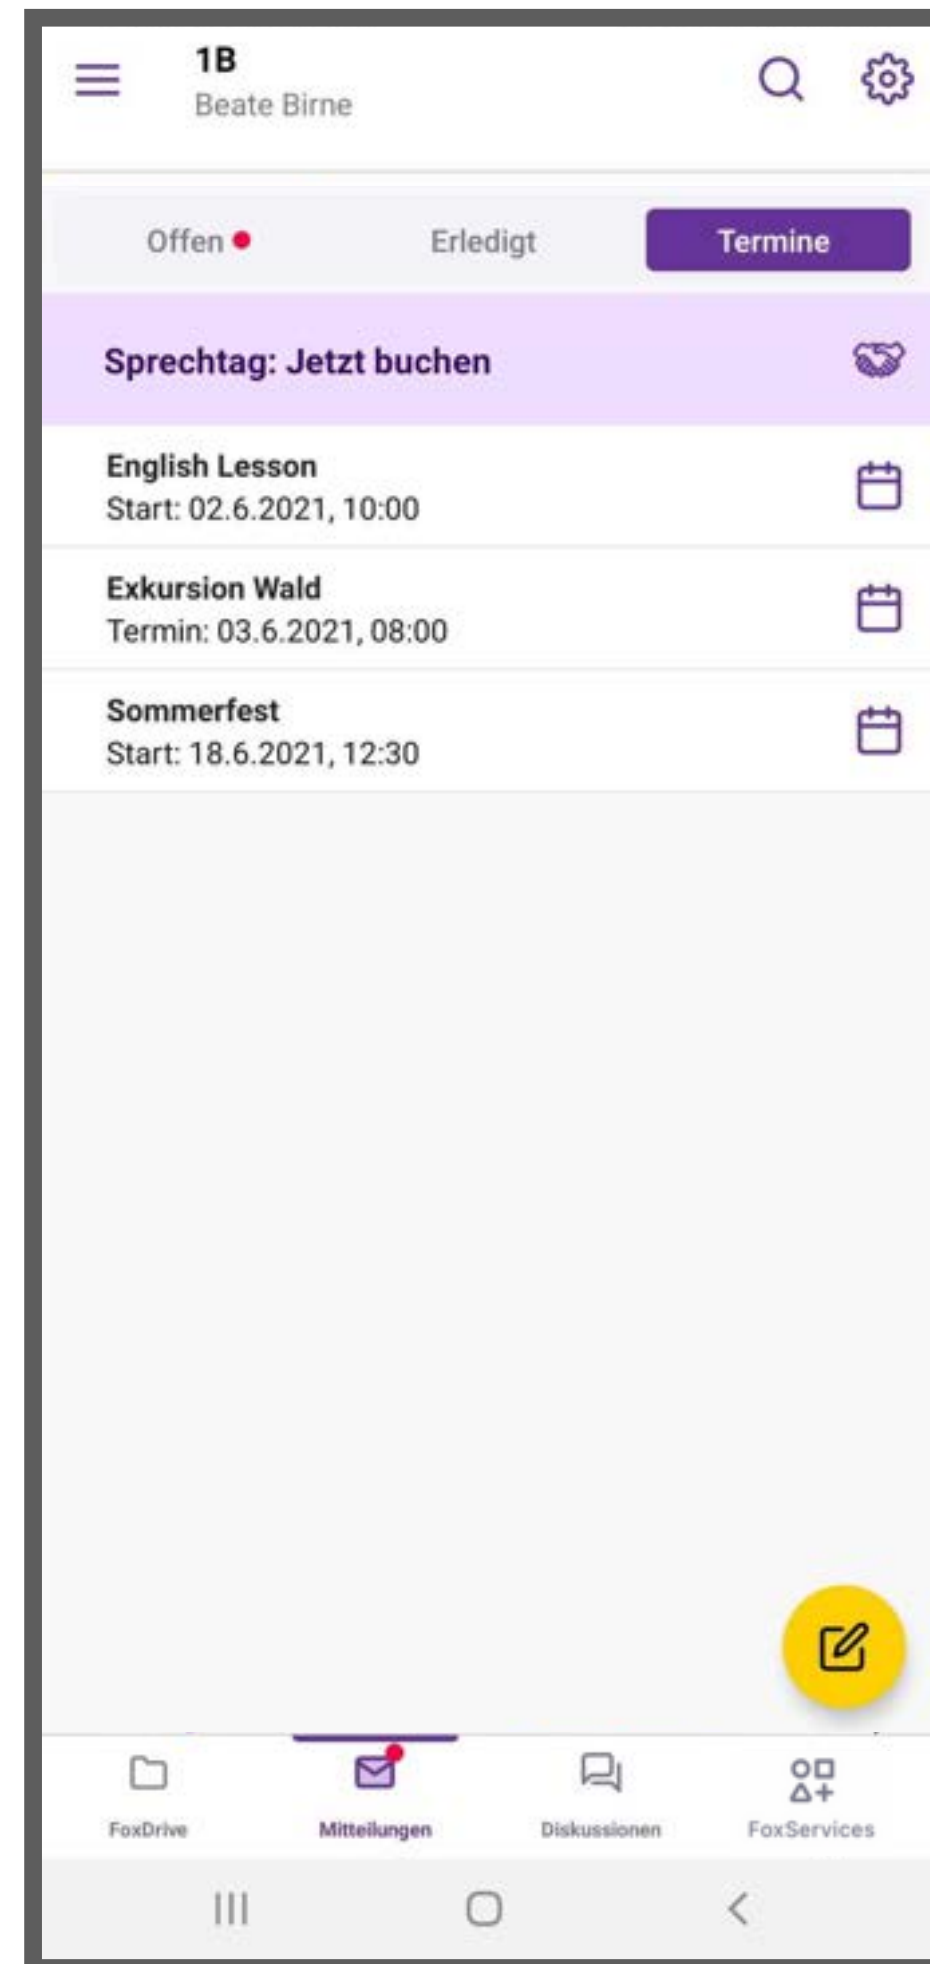 1B
Beate Birne
Offen
Erledigt
Termine
Sprechtag: Jetzt buchen
English Lesson
Start: 02.6.2021, 10:00
Exkursion Wald
Termin: 03.6.2021, 08:00
Sommerfest
Start: 18.6.2021, 12:30
FoxDrive
Mitteilungen
Diskussionen
FoxServices